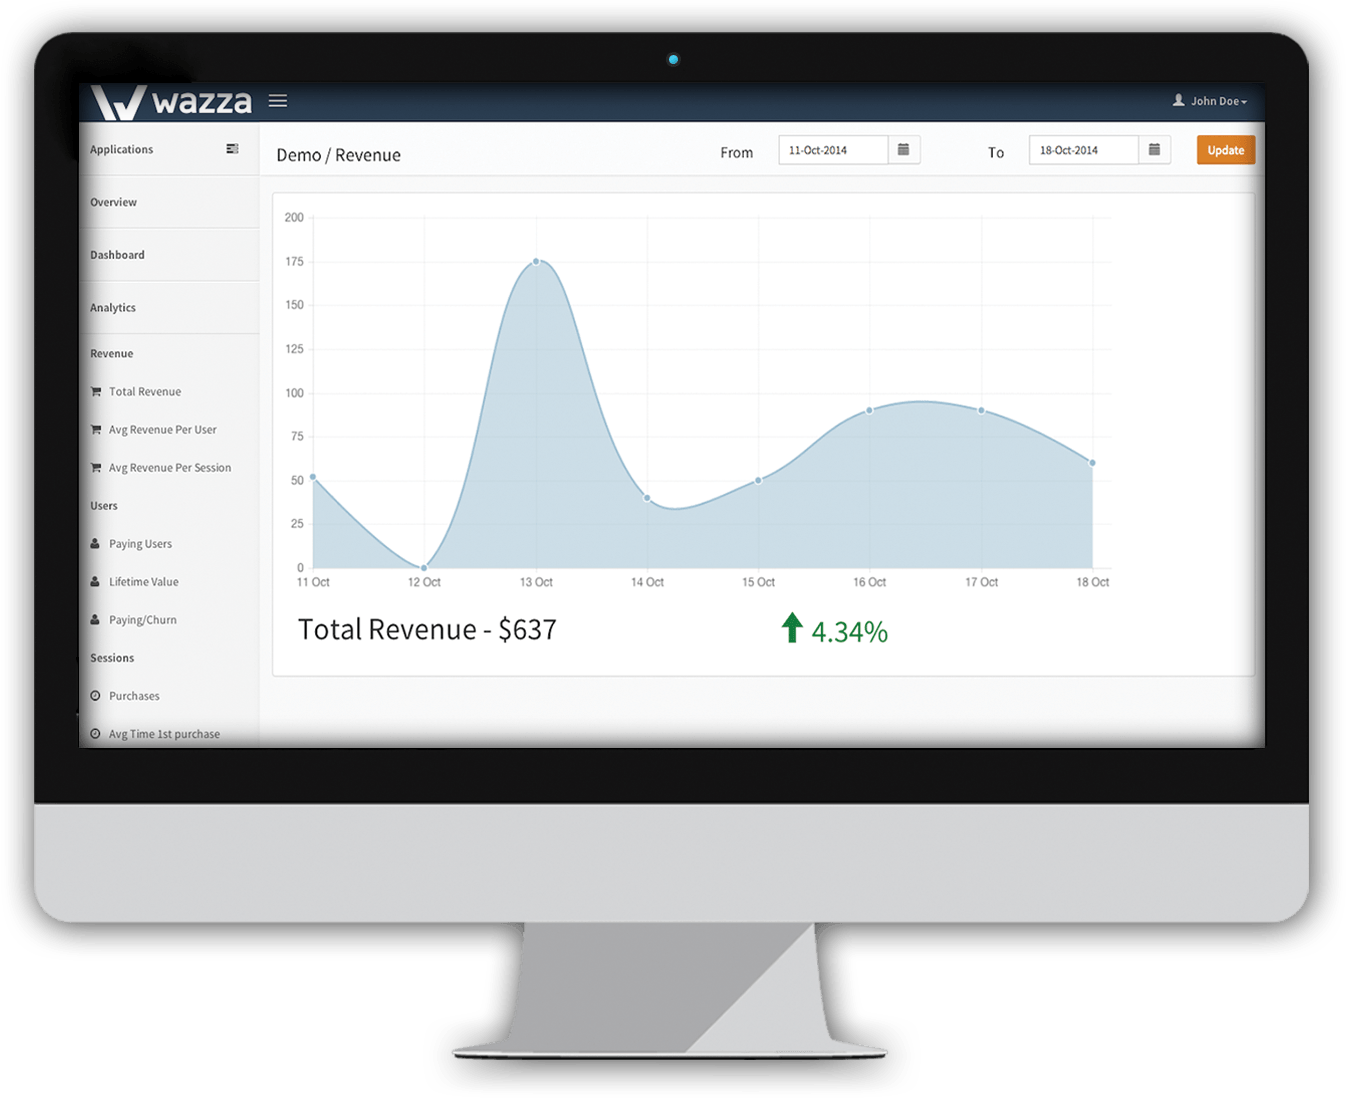 wazza
John Doe
Applications
Demo / Revenue
From
11-Oct-2014
To
18-Oct-2014
Update
Overview
Dashboard
Analytics
Revenue
Total Revenue
Avg Revenue Per User
Avg Revenue Per Session
Users
Paying Users
Lifetime Value
Paying/Churn
Sessions
Purchases
Avg Time 1st purchase
200
175
150
125
100
75
50
25
0
11 Oct
12 Oct
13 Oct
14 Oct
15 Oct
16 Oct
17 Oct
18 Oct
Total Revenue - $637
4.34%